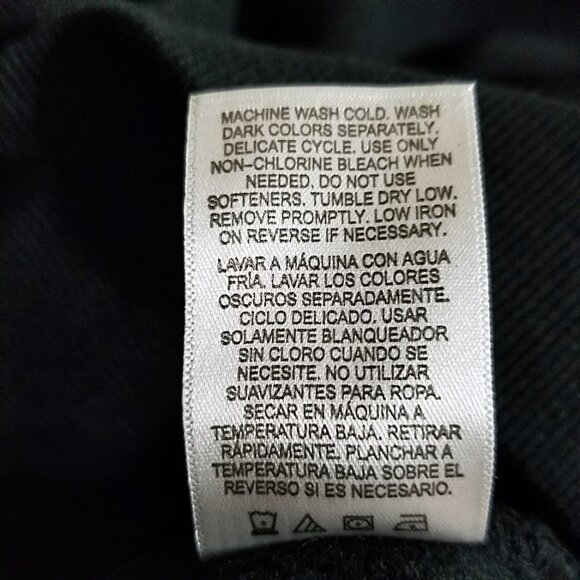 MACHINE WASH COLD. WASH
DARK COLORS SEPARATELY.
DELICATE CYCLE. USE ONLY
NON-CHLORINE BLEACH WHEN
NEEDED. DO NOT USE
SOFTENERS. TUMBLE DRY LOW.
REMOVE PROMPTLY. LOW IRON
ON REVERSE IF NECESSARY.
LAVAR A MÁQUINA CON AGUA
FRÍA. LAVAR LOS COLORES
OSCUROS SEPARADAMENTE.
CICLO DELICADO. USAR
SOLAMENTE BLANQUEADOR
SIN CLORO CUANDO SE
NECESITE. NO UTILIZAR
SUAVIZANTES PARA ROPA.
SECAR EN MÁQUINA A
TEMPERATURA BAJA. RETIRAR
RÁPIDAMENTE. PLANCHAR A
TEMPERATURA BAJA SOBRE EL
REVERSO SI ES NECESARIO.